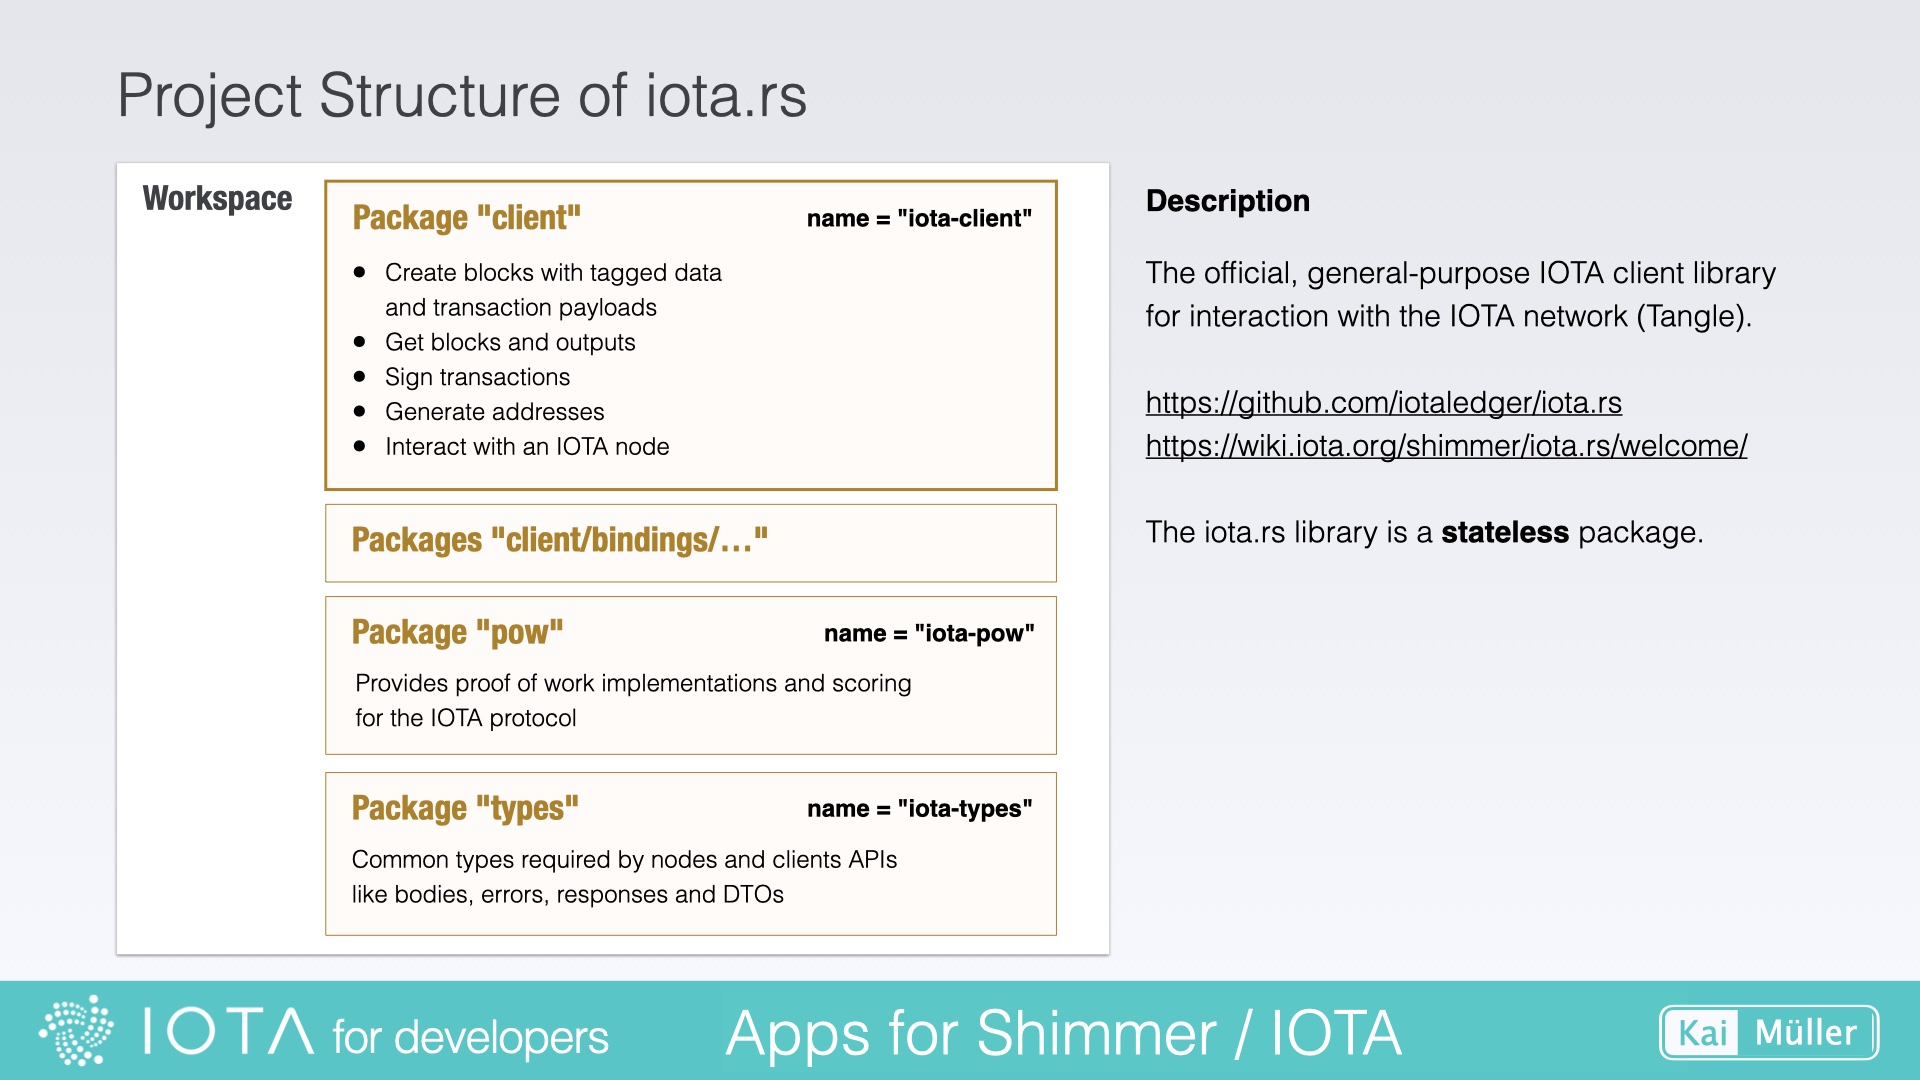 Project Structure of iota.rs
Workspace
Package "client"
name = "iota-client"
● Create blocks with tagged data
and transaction payloads
● Get blocks and outputs
● Sign transactions
● Generate addresses
● Interact with an IOTA node
Packages "client/bindings/…"
Package "pow"
name = "iota-pow"
Provides proof of work implementations and scoring
for the IOTA protocol
Package "types"
name = "iota-types"
Common types required by nodes and clients APIs
like bodies, errors, responses and DTOs
Description
The official, general-purpose IOTA client library
for interaction with the IOTA network (Tangle).
https://github.com/iotaledger/iota.rs
https://wiki.iota.org/shimmer/iota.rs/welcome/
The iota.rs library is a stateless package.
IOTA for developers
Apps for Shimmer / IOTA
Kai Müller